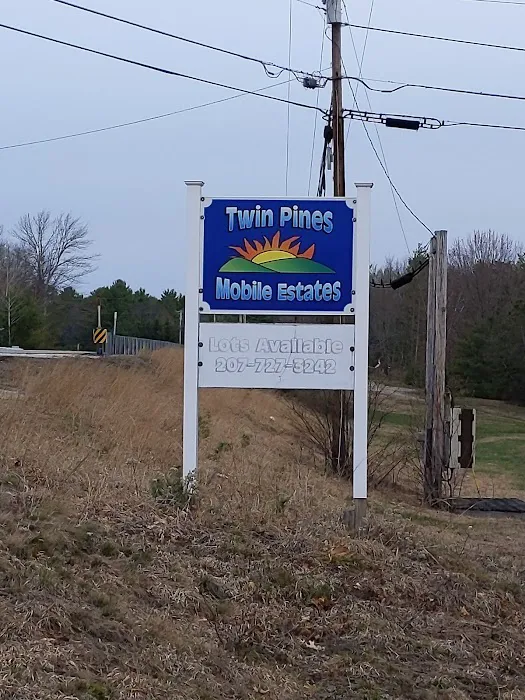 Twin Pines
Mobile Estates
Lots Available
207-727-3242